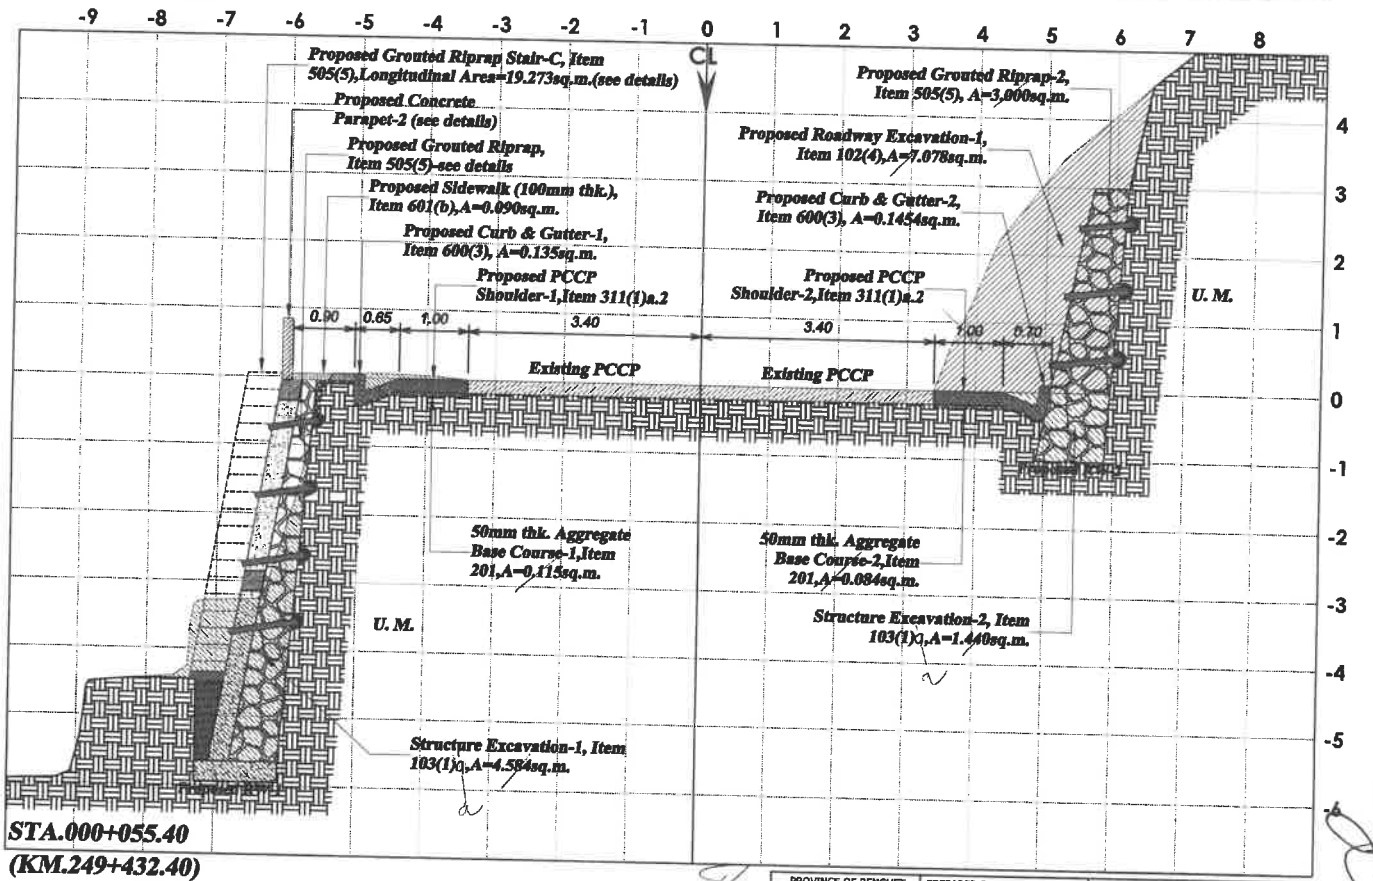 -9 -8 -7 -6 -5 -4 -3 -2 -1 0 1 2 3 4 5 6 7 8
CL
Proposed Grouted Riprap Stair-C, Item
505(5),Longitudinal Area=19.273sq.m.(see details)
Proposed Concrete
Parapet-2 (see details)
Proposed Grouted Riprap,
Item 505(5)-see details
Proposed Sidewalk (100mm thk.),
Item 601(b),A=0.090sq.m.
Proposed Curb & Gutter-1,
Item 600(3), A=0.135sq.m.
Proposed PCCP
Shoulder-1,Item 311(1)a.2
Proposed Grouted Riprap-2,
Item 505(5), A=3.000sq.m.
Proposed Roadway Excavation-1,
Item 102(4),A=7.078sq.m.
Proposed Curb & Gutter-2,
Item 600(3), A=0.1454sq.m.
Proposed PCCP
Shoulder-2,Item 311(1)a.2
U. M.
0.90 0.65 1.00 3.40 3.40 1.00 0.70
Existing PCCP
Existing PCCP
4
3
2
1
0
-1
-2
-3
-4
-5
-6
50mm thk. Aggregate
Base Course-1,Item
201,A=0.115sq.m.
50mm thk. Aggregate
Base Course-2,Item
201,A=0.084sq.m.
Structure Excavation-2, Item
103(1)a,A=1.440sq.m.
a
U. M.
Structure Excavation-1, Item
103(1)a,A=4.584sq.m.
a
Proposed
Proposed
STA.000+055.40
(KM.249+432.40)
PROVINCE OF BENGUET